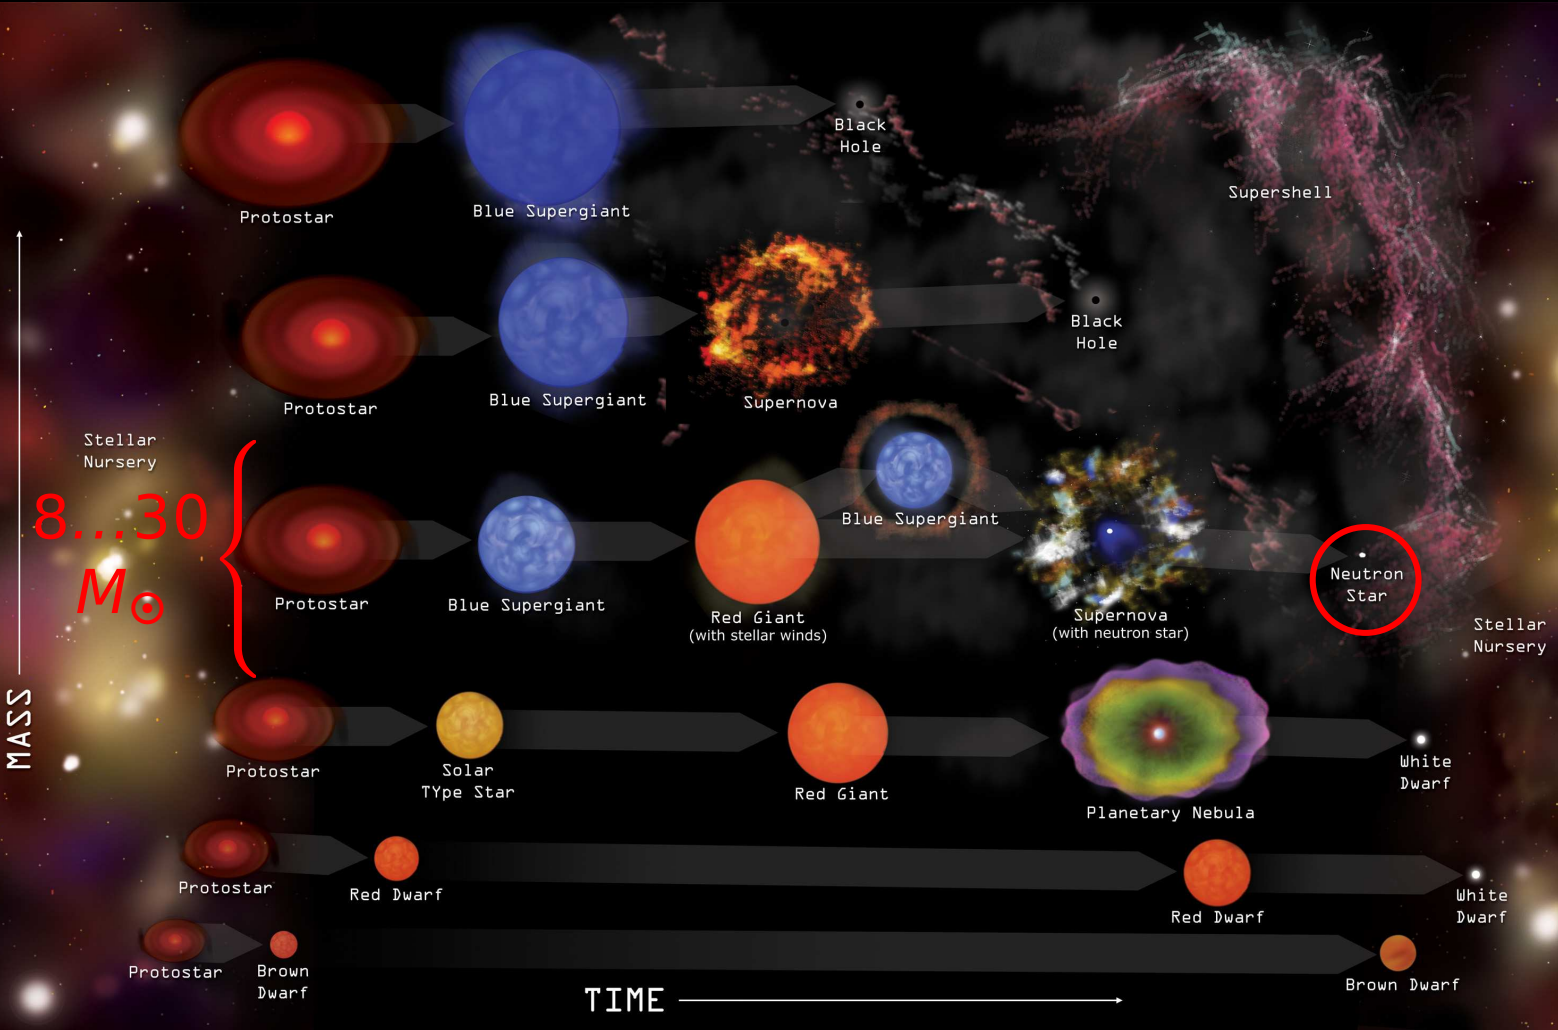 Protostar
Blue Supergiant
Black
Hole
Supershell
Protostar
Blue Supergiant
Supernova
Black
Hole
Stellar
Nursery
8...30
M☉
Protostar
Blue Supergiant
Red Giant
(with stellar winds)
Blue Supergiant
Supernova
(with neutron star)
Neutron
Star
Stellar
Nursery
MASS
Protostar
Solar
TYpe Star
Red Giant
Planetary Nebula
White
Dwarf
Protostar
Red Dwarf
Red Dwarf
White
Dwarf
Protostar
Brown
Dwarf
Brown Dwarf
TIME